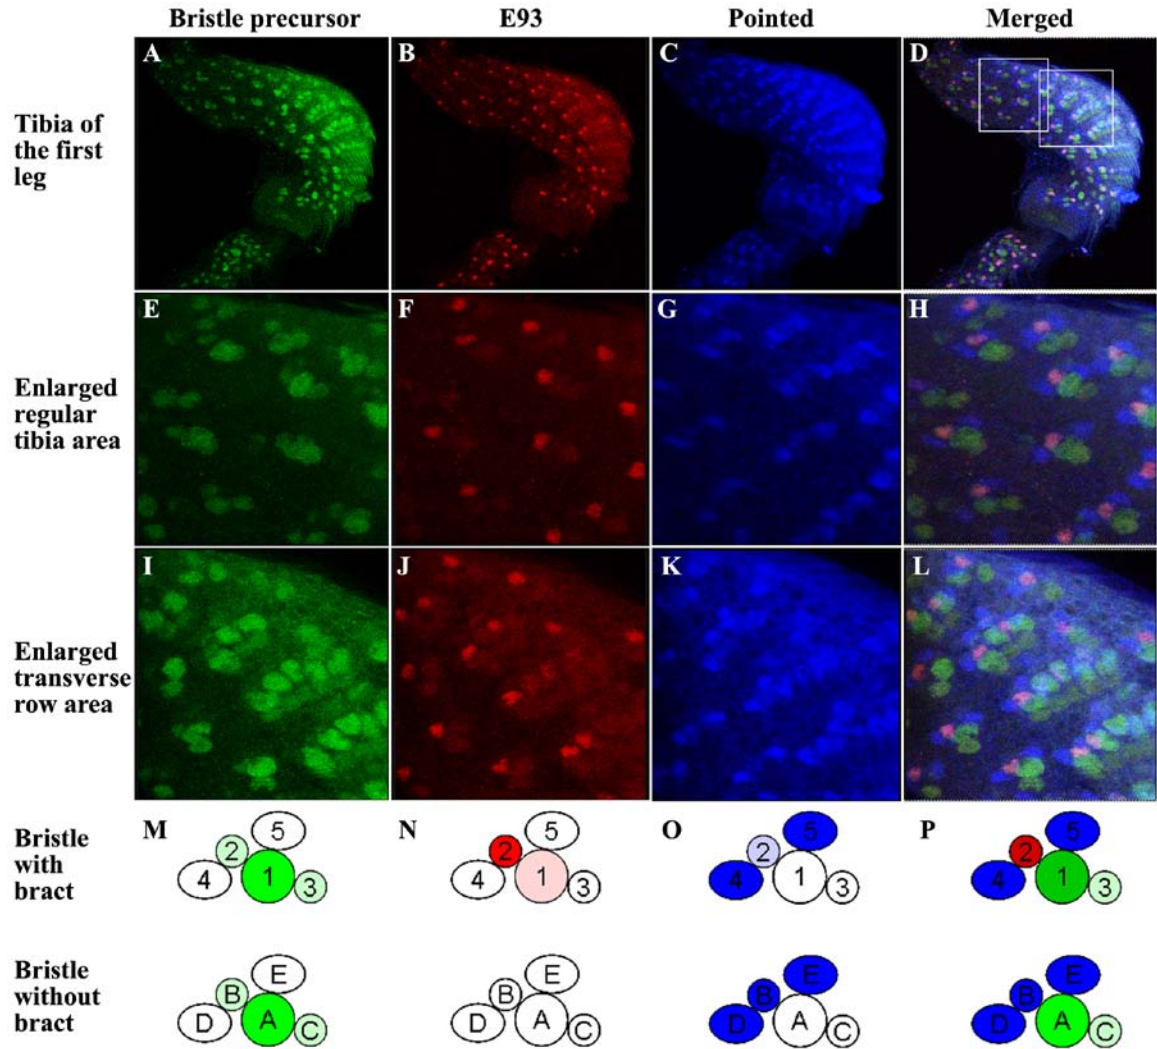 Bristle precursor E93 Pointed Merged
A B C D
Tibia of
the first
leg
E F G H
Enlarged
regular
tibia area
I J K L
Enlarged
transverse
row area
M N O P
Bristle
with
bract
5 5 5 5
2 2 2 2
4 1 3 4 1 3 4 1 3 4 1 3
Bristle
without
bract
E E E E
B B B B
D A C D A C D A C D A C